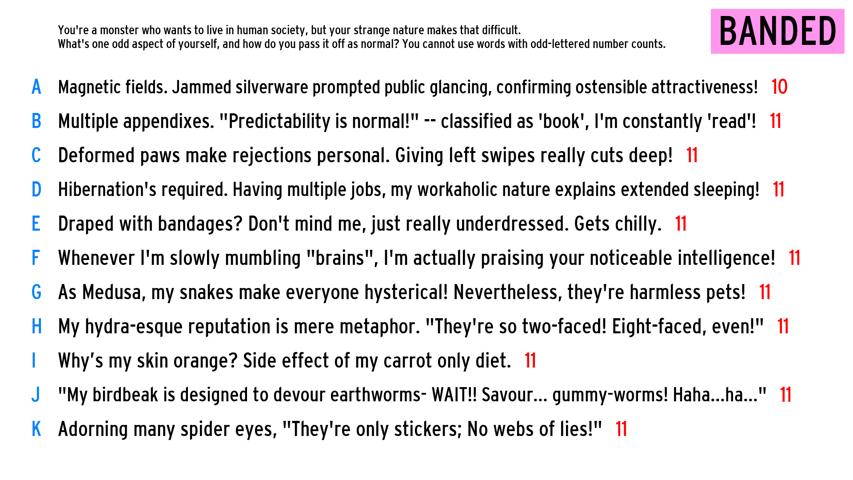 You're a monster who wants to live in human society, but your strange nature makes that difficult.
What's one odd aspect of yourself, and how do you pass it off as normal? You cannot use words with odd-lettered number counts.
BANDED
A Magnetic fields. Jammed silverware prompted public glancing, confirming ostensible attractiveness! 10
B Multiple appendixes. "Predictability is normal!" -- classified as 'book', I'm constantly 'read'! 11
C Deformed paws make rejections personal. Giving left swipes really cuts deep! 11
D Hibernation's required. Having multiple jobs, my workaholic nature explains extended sleeping! 11
E Draped with bandages? Don't mind me, just really underdressed. Gets chilly. 11
F Whenever I'm slowly mumbling "brains", I'm actually praising your noticeable intelligence! 11
G As Medusa, my snakes make everyone hysterical! Nevertheless, they're harmless pets! 11
H My hydra-esque reputation is mere metaphor. "They're so two-faced! Eight-faced, even!" 11
I Why’s my skin orange? Side effect of my carrot only diet. 11
J "My birdbeak is designed to devour earthworms- WAIT!! Savour... gummy-worms! Haha...ha..." 11
K Adorning many spider eyes, "They're only stickers; No webs of lies!" 11